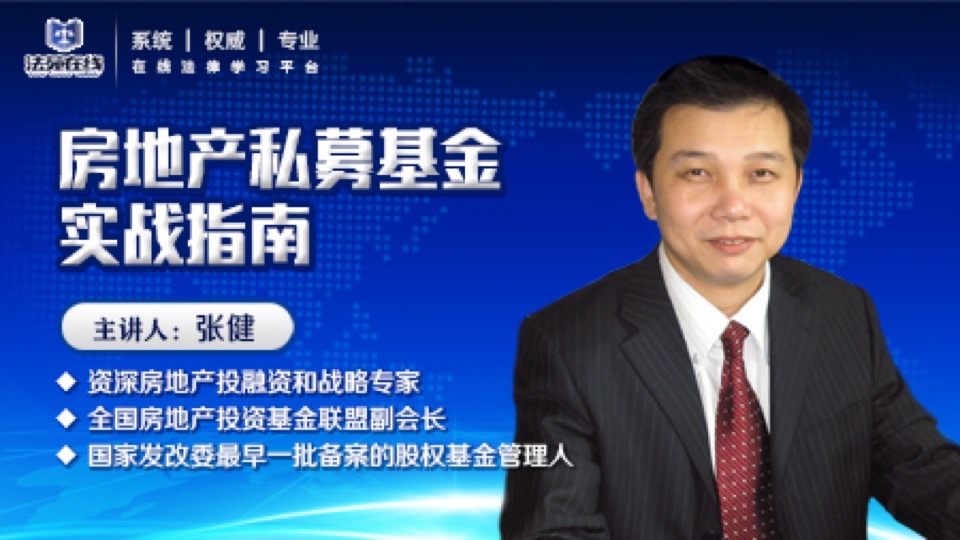 法硕在线
系统 | 权威 | 专业
在线法律学习平台
房地产私募基金
实战指南
主讲人：张健
资深房地产投融资和战略专家
全国房地产投资基金联盟副会长
国家发改委最早一批备案的股权基金管理人